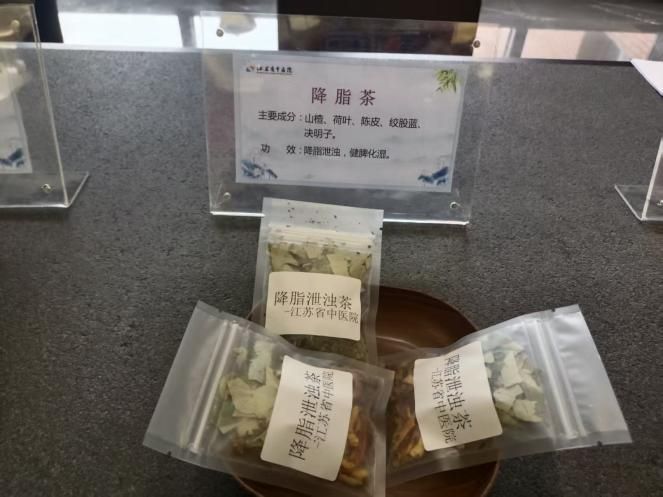 江苏省中医院
降脂茶
主要成分：山楂、荷叶、陈皮、绞股蓝、
决明子。
功 效：降脂泄浊，健脾化湿。
降脂泄浊茶
-江苏省中医院
降脂泄浊茶
-江苏省中医院
降脂泄浊茶
-江苏省中医院